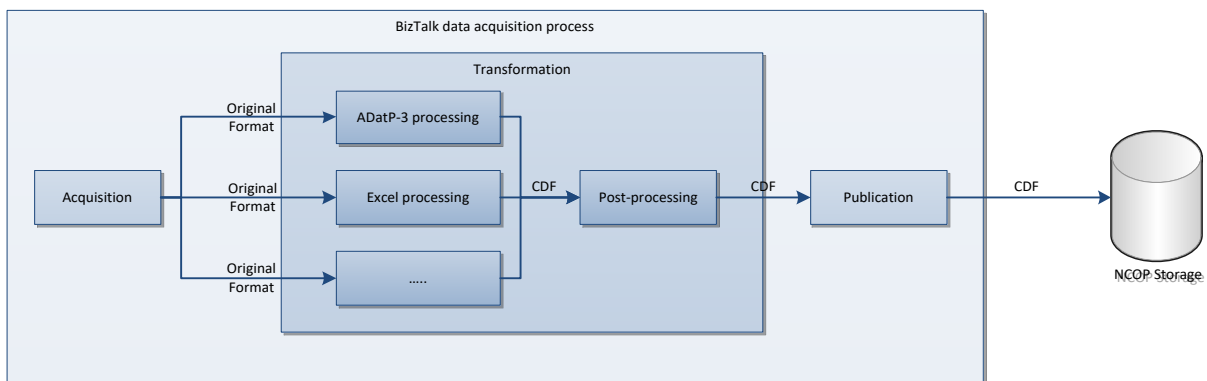 BizTalk data acquisition process
Transformation
Original
Format
ADatP-3 processing
Acquisition
Original
Format
Excel processing
CDF
Post-processing
CDF
Publication
CDF
Original
Format
.....
NCOP Storage